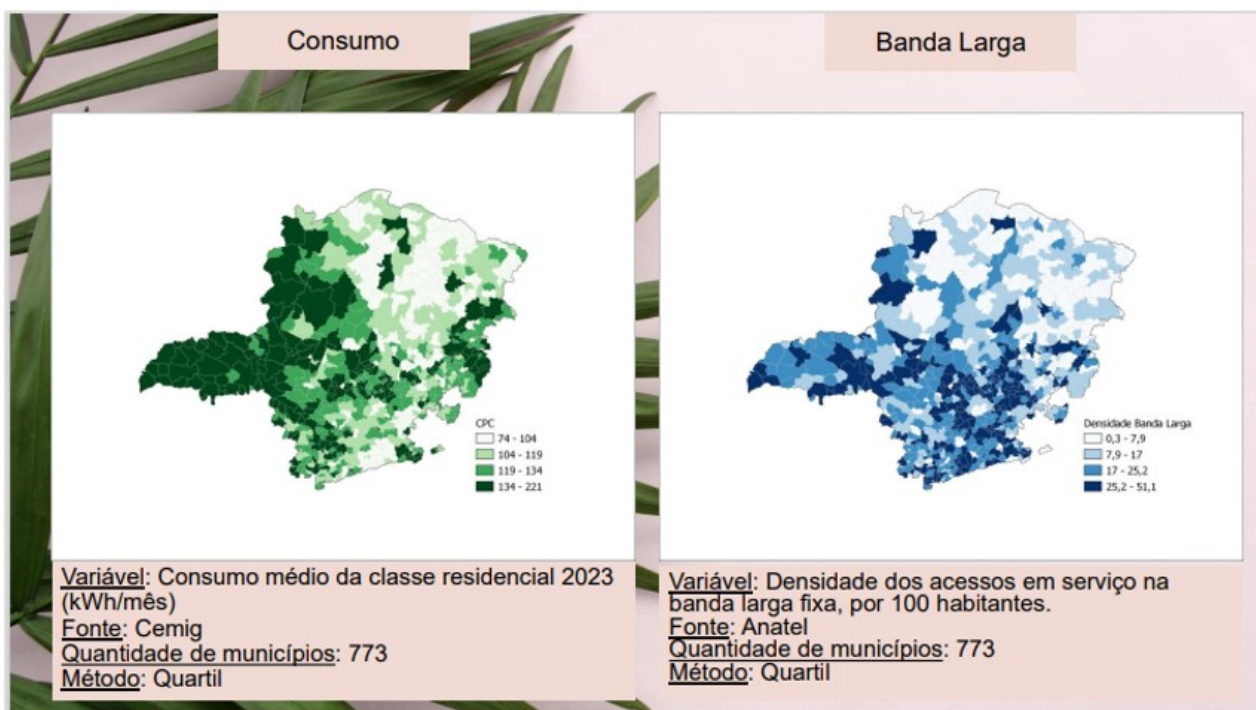 Consumo
Banda Larga
CPC
74 - 104
104 - 119
119 - 134
134 - 221
Densidade Banda Larga
0,3 - 7,9
7,9 - 17
17 - 25,2
25,2 - 51,1
Variável: Consumo médio da classe residencial 2023
(kWh/mês)
Fonte: Cemig
Quantidade de municípios: 773
Método: Quartil
Variável: Densidade dos acessos em serviço na
banda larga fixa, por 100 habitantes.
Fonte: Anatel
Quantidade de municípios: 773
Método: Quartil